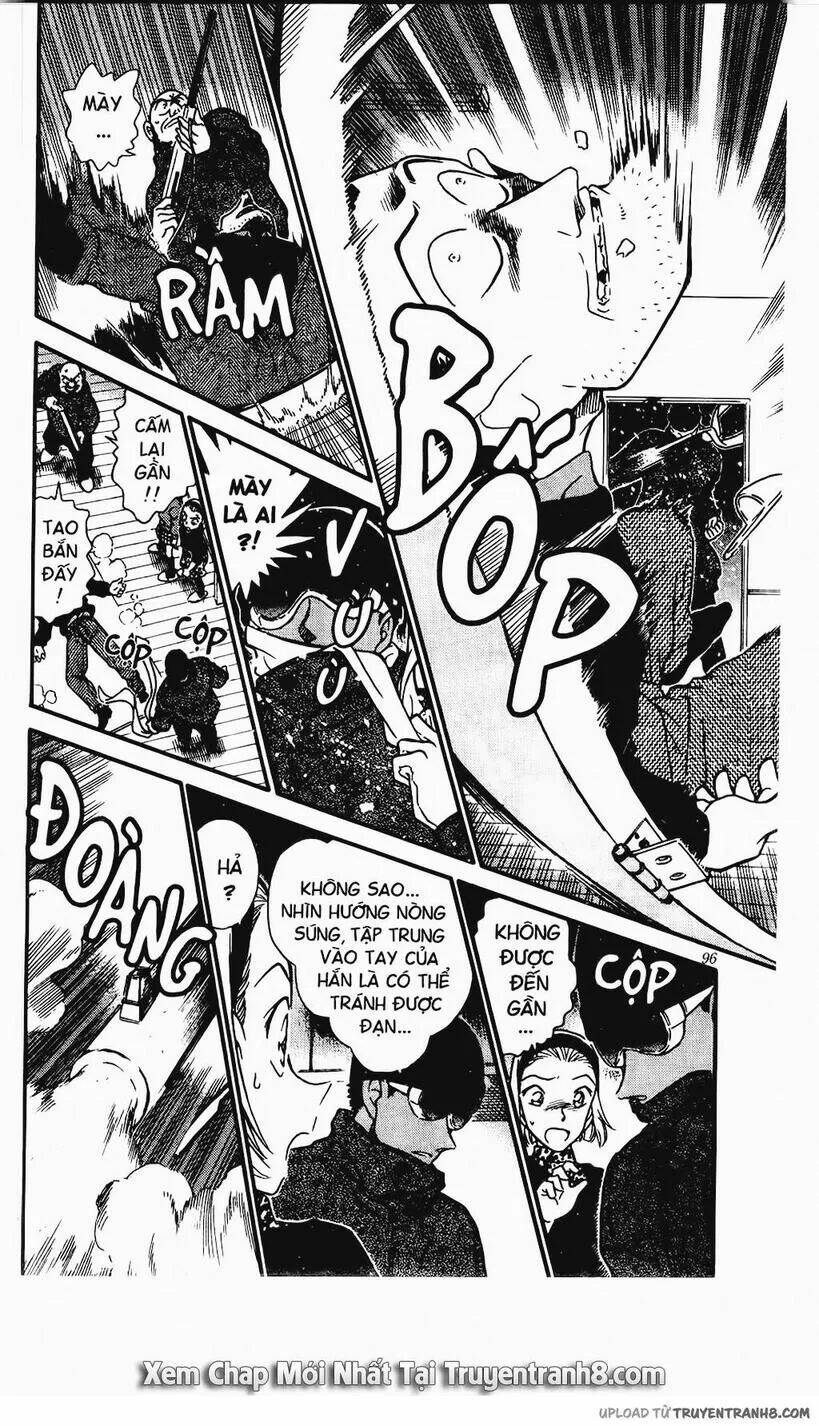 BỐP
MÀY
...
RẦM
MÀY
LÀ AI
?!
VÙ
Ù
CẤM
LẠI
GẦN
!!
TAO
BẮN
ĐẤY
!
CỘP
CỘP
96
CỘP
KHÔNG
ĐƯỢC
ĐẾN
GẦN
...
KHÔNG SAO...
NHÌN HƯỚNG NÒNG
SÚNG, TẬP TRUNG
VÀO TAY CỦA
HẮN LÀ CÓ THỂ
TRÁNH ĐƯỢC
ĐẠN...
HẢ
?
ĐOÀNG
Xem Chap Mới Nhất Tại Truyentranh8.com
UPLOAD TỪ TRUYENTRANH8.COM